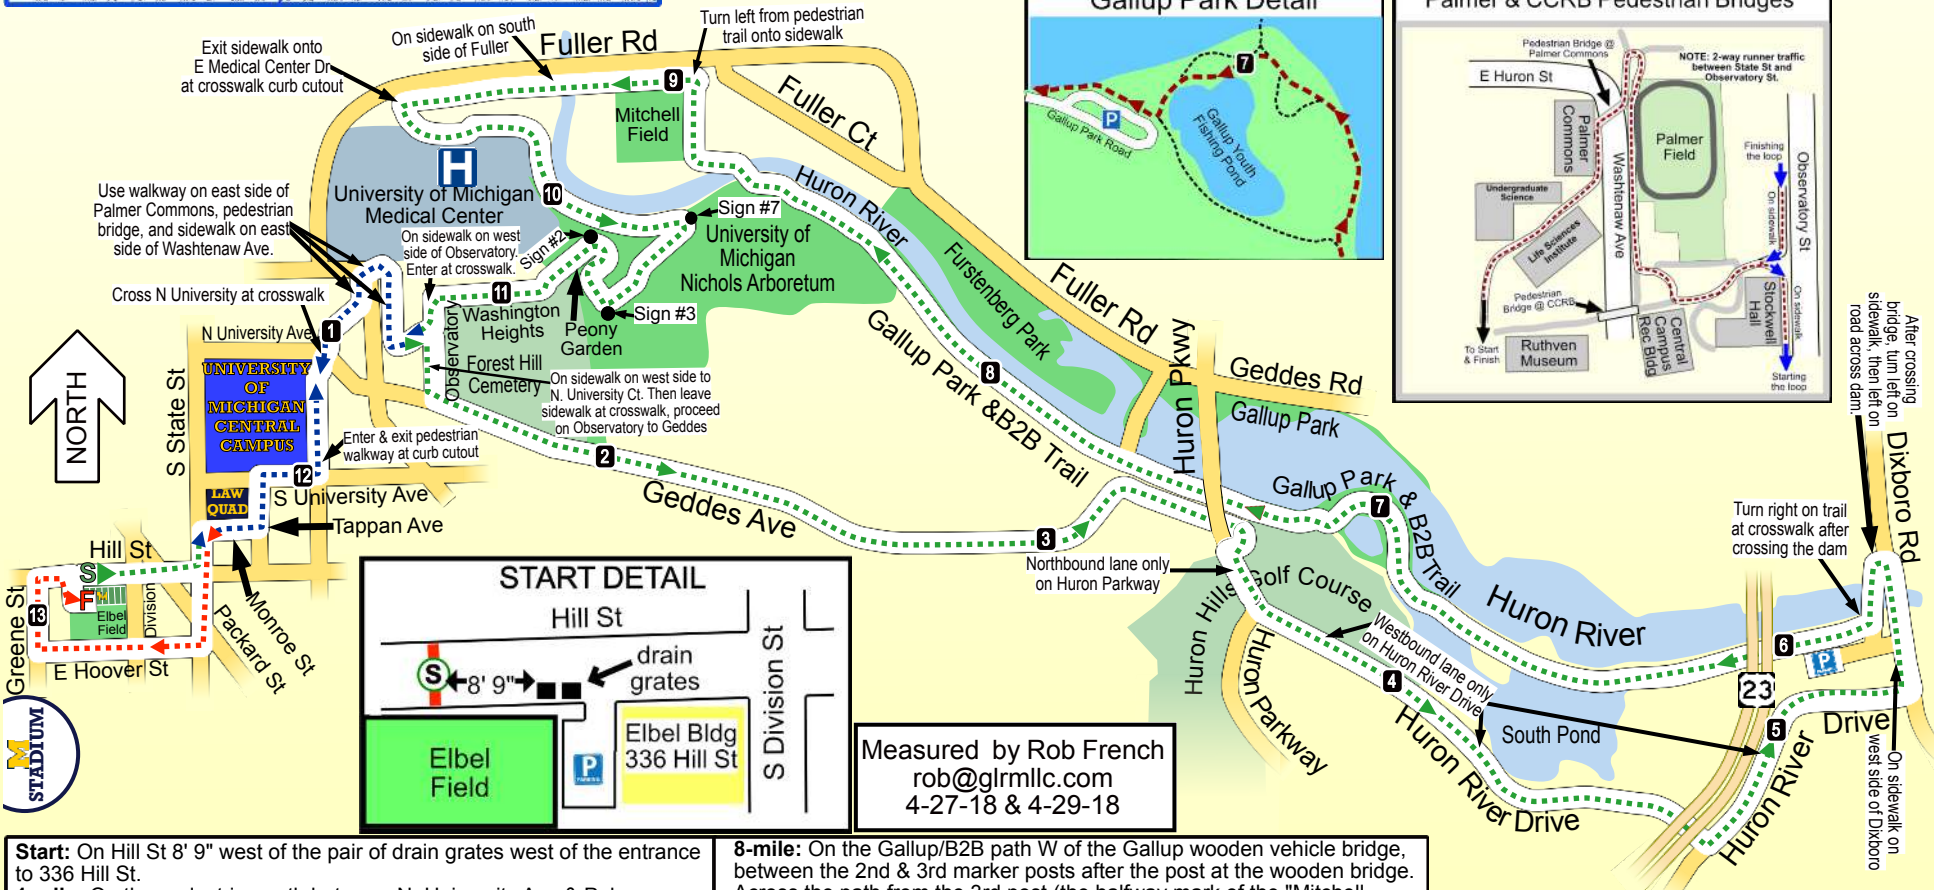 Exit sidewalk onto
E Medical Center Dr
at crosswalk curb cutout
On sidewalk on south
side of Fuller
Fuller Rd
Turn left from pedestrian
trail onto sidewalk
9
Mitchell
Field
Fuller Ct
H
University of Michigan
Medical Center
10
Huron River
Use walkway on east side of
Palmer Commons, pedestrian
bridge, and sidewalk on east
side of Washtenaw Ave.
On sidewalk on west
side of Observatory.
Enter at crosswalk.
Sign #2
Sign #7
University of
Michigan
Nichols Arboretum
Sign #3
11
Washington
Heights
Peony
Garden
Cross N University at crosswalk
N University Ave
1
Observatory
Forest Hill
Cemetery
On sidewalk on west side to
N. University Ct. Then leave
sidewalk at crosswalk, proceed
on Observatory to Geddes
NORTH
S State St
UNIVERSITY
OF
MICHIGAN
CENTRAL
CAMPUS
Enter & exit pedestrian
walkway at curb cutout
12
LAW
QUAD
S University Ave
Tappan Ave
2
Geddes Ave
3
Hill St
S
F
M
Elbel
Field
Division
13
Greene St
E Hoover St
Monroe St
Packard St
M
STADIUM
START DETAIL
Hill St
S
8' 9"
drain
grates
Elbel
Field
P
PARKING
Elbel Bldg
336 Hill St
S Division St
Measured by Rob French
rob@glrmllc.com
4-27-18 & 4-29-18
Gallup Park Detail
7
Gallup Youth
Fishing Pond
P
Gallup Park Road
Palmer & CCRB Pedestrian Bridges
Pedestrian Bridge @
Palmer Commons
NOTE: 2-way runner traffic
between State St and
Observatory St.
E Huron St
Palmer
Commons
Palmer
Field
Finishing
the loop
Undergraduate
Science
Washtenaw Ave
Observatory St
On sidewalk
Life Sciences
Institute
Pedestrian
Bridge @ CCRB
Stockwell
Hall
On sidewalk
Central
Campus
Rec Bldg
To Start
& Finish
Ruthven
Museum
Starting
the loop
Furstenberg Park
Fuller Rd
Gallup Park &B2B Trail
8
Huron Pkwy
Geddes Rd
Gallup Park
Gallup Park & B2BTrail
7
Northbound lane only
on Huron Parkway
Huron Hills Golf Course
Huron Parkway
Westbound lane only
on Huron River Drive
4
Huron River Drive
Huron River
South Pond
Turn right on trail
at crosswalk after
crossing the dam
After crossing
bridge, turn left on
sidewalk, then left on
road across dam.
Dixboro Rd
6
P
23
5
Huron River Drive
On sidewalk on
west side of Dixboro
Start: On Hill St 8' 9" west of the pair of drain grates west of the entrance
to 336 Hill St.
8-mile: On the Gallup/B2B path W of the Gallup wooden vehicle bridge,
between the 2nd & 3rd marker posts after the post at the wooden bridge.